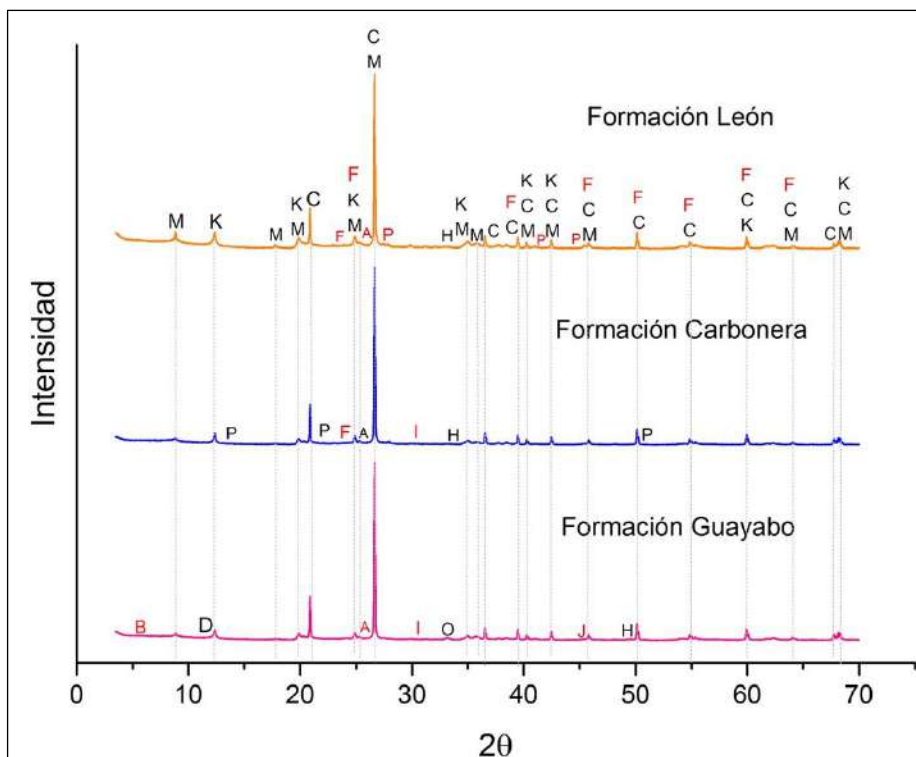 C
M
Formación León
M K M K M C F K M F A P H K M M C F C K C M P K C M P F C M F C F C F C K F C M C K C M
Formación Carbonera
P P F A I H P
Formación Guayabo
B D A I O J H
Intensidad
0 10 20 30 40 50 60 70
2θ